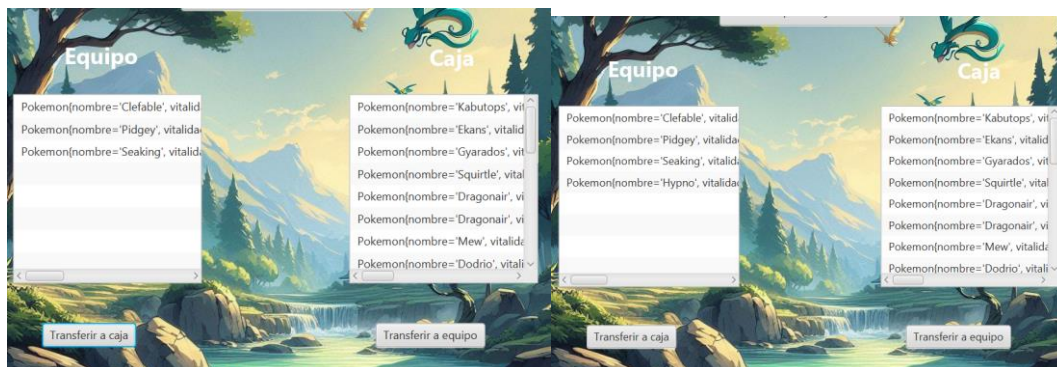 Equipo
Caja
Pokemon{nombre='Clefable', vitalid
Pokemon{nombre='Pidgey', vitalida
Pokemon{nombre='Seaking', vitalid
Pokemon{nombre='Kabutops', vit
Pokemon{nombre='Ekans', vitalid
Pokemon{nombre='Gyarados', vit
Pokemon{nombre='Squirtle', vital
Pokemon{nombre='Dragonair', vi
Pokemon{nombre='Dragonair', vi
Pokemon{nombre='Mew', vitalida
Pokemon{nombre='Dodrio', vitali
Transferir a caja
Transferir a equipo
Equipo
Caja
Pokemon{nombre='Clefable', vitalid
Pokemon{nombre='Pidgey', vitalida
Pokemon{nombre='Seaking', vitalid
Pokemon{nombre='Hypno', vitalidad
Pokemon{nombre='Kabutops', vit
Pokemon{nombre='Ekans', vitalid
Pokemon{nombre='Gyarados', vit
Pokemon{nombre='Squirtle', vital
Pokemon{nombre='Dragonair', vi
Pokemon{nombre='Dragonair', vi
Pokemon{nombre='Mew', vitalida
Pokemon{nombre='Dodrio', vitali
Transferir a caja
Transferir a equipo